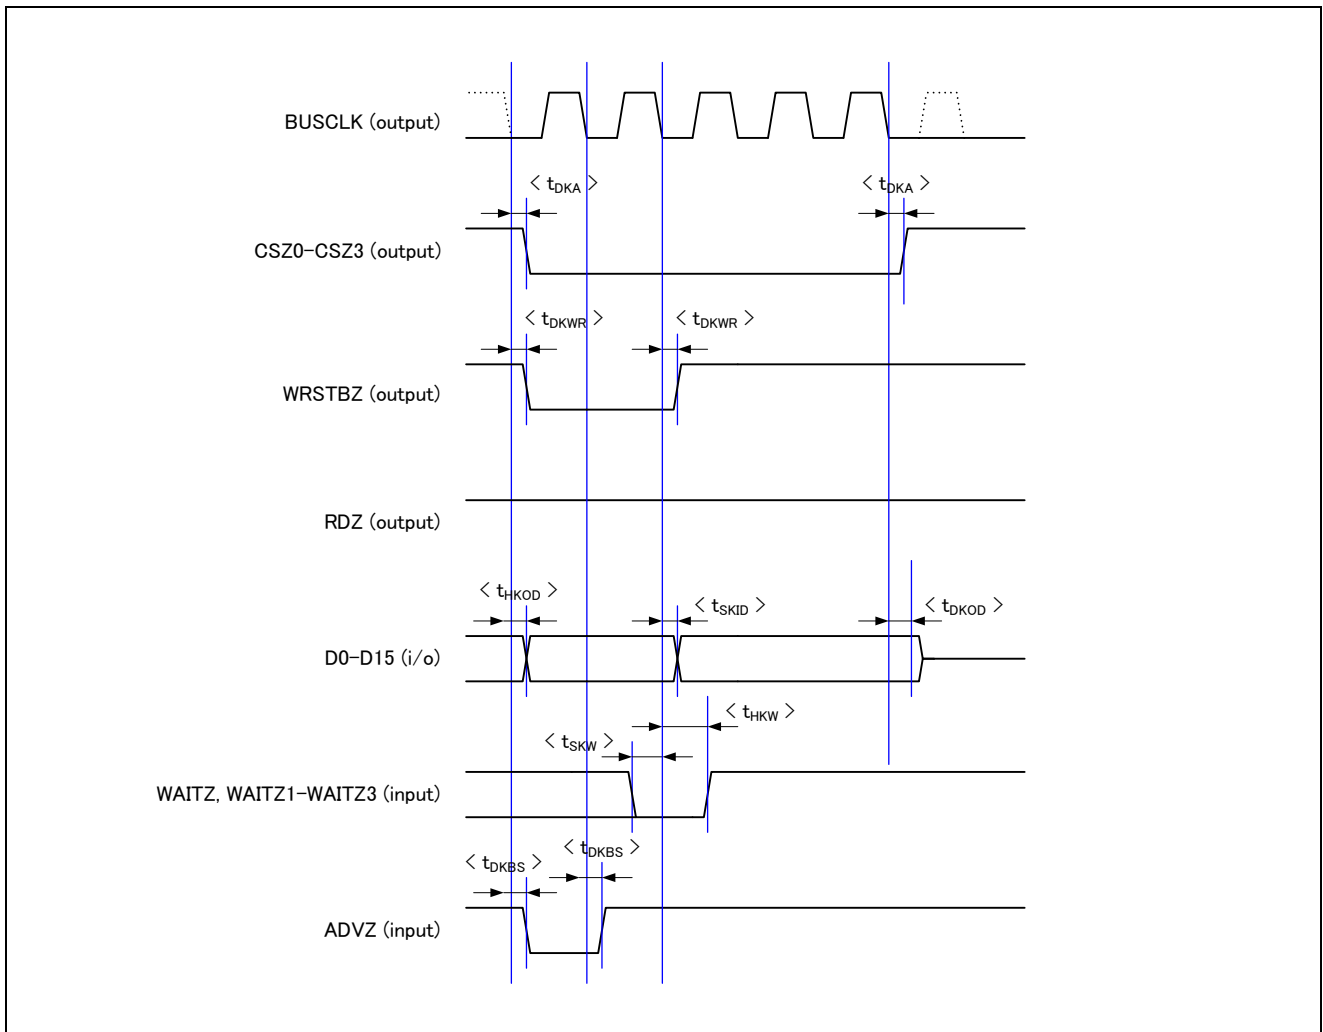 BUSCLK (output)
< tDKA >
< tDKA >
CSZ0-CSZ3 (output)
< tDKWR >
< tDKWR >
WRSTBZ (output)
RDZ (output)
< tHKOD >
< tSKID >
< tDKOD >
D0-D15 (i/o)
< tHKW >
< tSKW >
WAITZ, WAITZ1-WAITZ3 (input)
< tDKBS >
< tDKBS >
ADVZ (input)